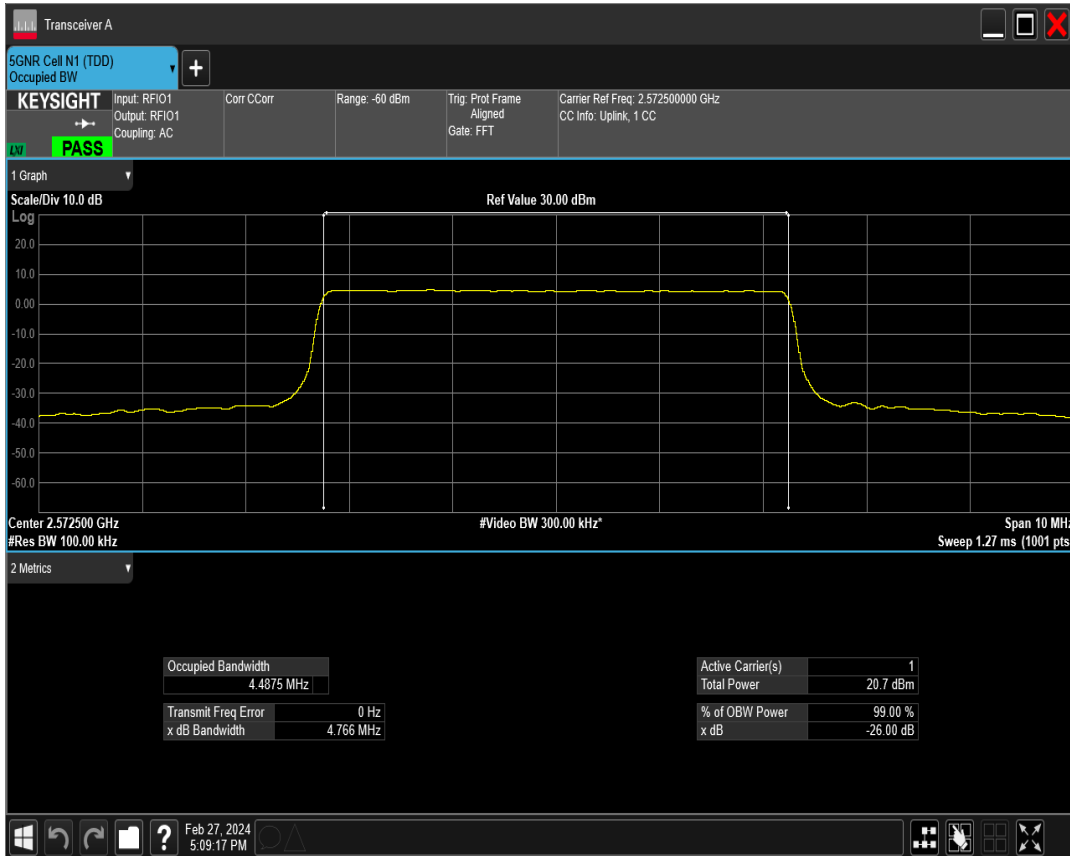 Transceiver A
5GNR Cell N1 (TDD)
Occupied BW
+
KEYSIGHT
LXI
PASS
Input: RFIO1
Output: RFIO1
Coupling: AC
Corr CCorr
Range: -60 dBm
Trig: Prot Frame
Aligned
Gate: FFT
Carrier Ref Freq: 2.572500000 GHz
CC Info: Uplink, 1 CC
1 Graph
Scale/Div 10.0 dB
Ref Value 30.00 dBm
Log
20.0
10.0
0.00
-10.0
-20.0
-30.0
-40.0
-50.0
-60.0
Center 2.572500 GHz
#Video BW 300.00 kHz*
Span 10 MHz
#Res BW 100.00 kHz
Sweep 1.27 ms (1001 pts
2 Metrics
Occupied Bandwidth
4.4875 MHz
Transmit Freq Error 0 Hz
x dB Bandwidth 4.766 MHz
Active Carrier(s) 1
Total Power 20.7 dBm
% of OBW Power 99.00 %
x dB -26.00 dB
?
Feb 27, 2024
5:09:17 PM